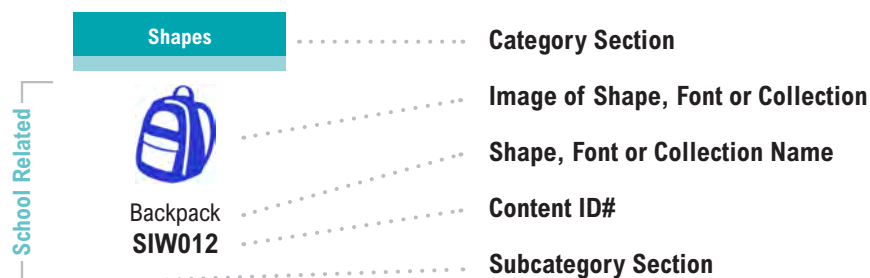 Shapes
Category Section
Image of Shape, Font or Collection
School Related
Shape, Font or Collection Name
Backpack
Content ID#
SIW012
Subcategory Section